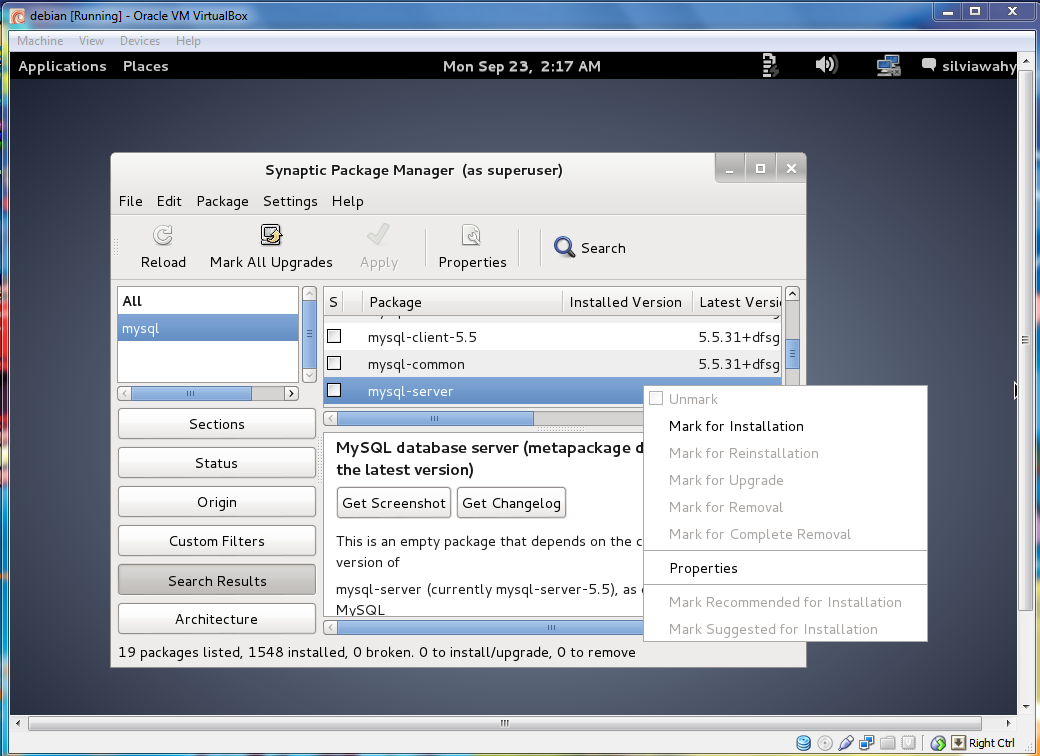 debian [Running] - Oracle VM VirtualBox
Machine View Devices Help
Applications Places Mon Sep 23, 2:17 AM silviawahy
Synaptic Package Manager (as superuser)
File Edit Package Settings Help
Reload Mark All Upgrades Apply Properties Search
All
mysql
S Package Installed Version Latest Versi
mysql-client-5.5 5.5.31+dfsg
mysql-common 5.5.31+dfsg
mysql-server
Sections
Status
Origin
Custom Filters
Search Results
Architecture
MySQL database server (metapackage d
the latest version)
Get Screenshot Get Changelog
This is an empty package that depends on the c
version of
mysql-server (currently mysql-server-5.5), as
MySQL
Unmark
Mark for Installation
Mark for Reinstallation
Mark for Upgrade
Mark for Removal
Mark for Complete Removal
Properties
Mark Recommended for Installation
Mark Suggested for Installation
19 packages listed, 1548 installed, 0 broken. 0 to install/upgrade, 0 to remove
Right Ctrl